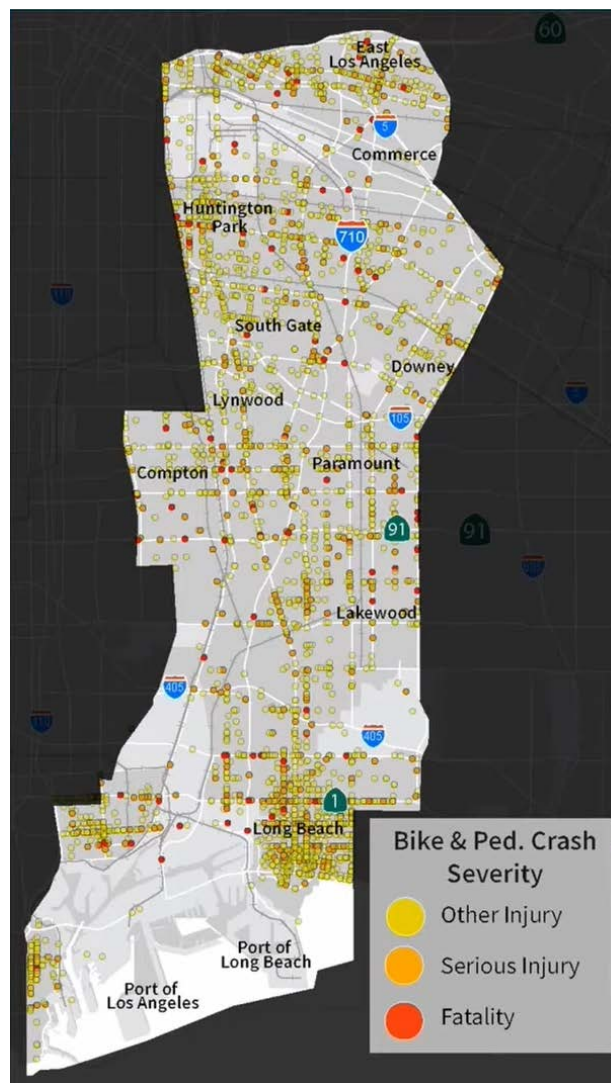 60
East
Los Angeles
5
Commerce
Huntington
Park
710
South Gate
Downey
Lynwood
105
Compton
Paramount
91
91
Lakewood
405
405
1
Long Beach
Port of
Long Beach
Port of
Los Angeles
Bike & Ped. Crash
Severity
Other Injury
Serious Injury
Fatality